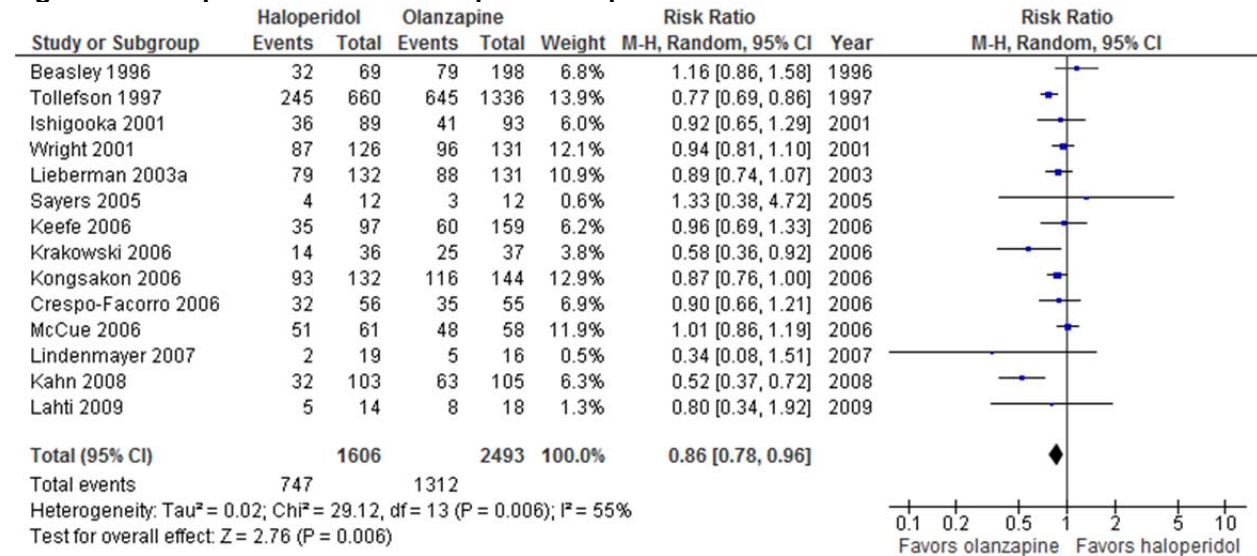 Haloperidol Olanzapine Risk Ratio Risk Ratio
Study or Subgroup Events Total Events Total Weight M-H, Random, 95% CI Year M-H, Random, 95% CI
Beasley 1996 32 69 79 198 6.8% 1.16 [0.86, 1.58] 1996
Tollefson 1997 245 660 645 1336 13.9% 0.77 [0.69, 0.86] 1997
Ishigooka 2001 36 89 41 93 6.0% 0.92 [0.65, 1.29] 2001
Wright 2001 87 126 96 131 12.1% 0.94 [0.81, 1.10] 2001
Lieberman 2003a 79 132 88 131 10.9% 0.89 [0.74, 1.07] 2003
Sayers 2005 4 12 3 12 0.6% 1.33 [0.38, 4.72] 2005
Keefe 2006 35 97 60 159 6.2% 0.96 [0.69, 1.33] 2006
Krakowski 2006 14 36 25 37 3.8% 0.58 [0.36, 0.92] 2006
Kongsakon 2006 93 132 116 144 12.9% 0.87 [0.76, 1.00] 2006
Crespo-Facorro 2006 32 56 35 55 6.9% 0.90 [0.66, 1.21] 2006
McCue 2006 51 61 48 58 11.9% 1.01 [0.86, 1.19] 2006
Lindenmayer 2007 2 19 5 16 0.5% 0.34 [0.08, 1.51] 2007
Kahn 2008 32 103 63 105 6.3% 0.52 [0.37, 0.72] 2008
Lahti 2009 5 14 8 18 1.3% 0.80 [0.34, 1.92] 2009
Total (95% CI) 1606 2493 100.0% 0.86 [0.78, 0.96]
Total events 747 1312
Heterogeneity: Tau² = 0.02; Chi² = 29.12, df = 13 (P = 0.006); I² = 55%
Test for overall effect: Z = 2.76 (P = 0.006)
0.1 0.2 0.5 1 2 5 10
Favors olanzapine Favors haloperidol